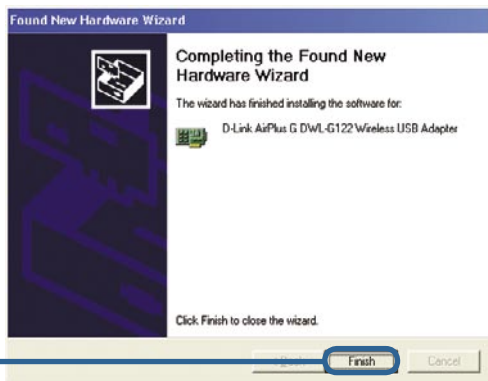 Found New Hardware Wizard
Completing the Found New
Hardware Wizard
The wizard has finished installing the software for:
D-Link AirPlus G DWL-G122 Wireless USB Adapter
Click Finish to close the wizard.
Finish
Cancel